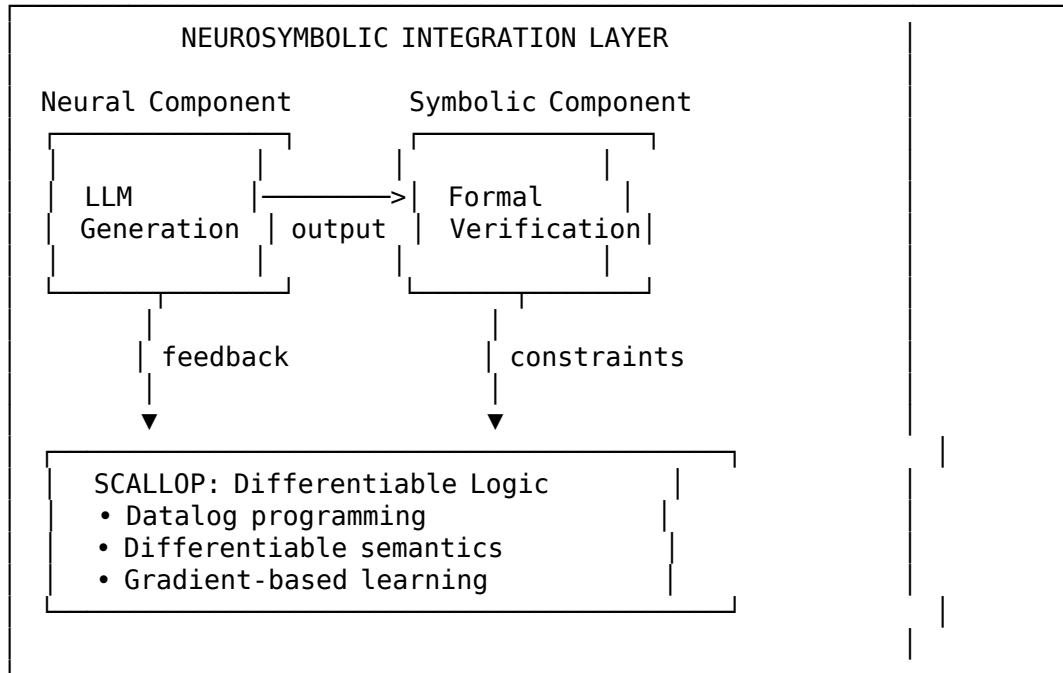 NEUROSYMBOLIC INTEGRATION LAYER
Neural Component Symbolic Component
LLM Formal
Generation output Verification
feedback constraints
SCALLOP: Differentiable Logic
• Datalog programming
• Differentiable semantics
• Gradient-based learning